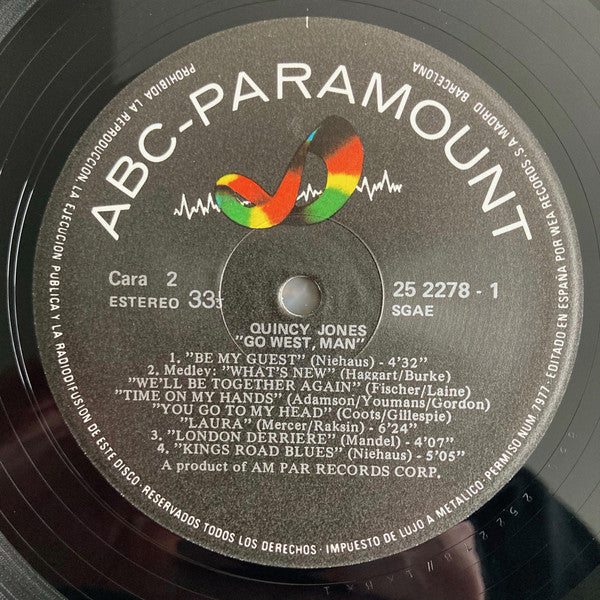 ABC-PARAMOUNT
PROHIBIDA LA REPRODUCCION, LA EJECUCION PUBLICA Y LA RADIODIFUSION DE ESTE DISCO · RESERVADOS TODOS LOS DERECHOS · IMPUESTO DE LUJO A METALICO · PERMISO NUM 7917 · EDITADO EN ESPAÑA POR WEA RECORDS S.A MADRID BARCELONA
Cara 2
ESTEREO 33⅓
25 2278 - 1
SGAE
QUINCY JONES
"GO WEST, MAN"
1. "BE MY GUEST" (Niehaus) - 4'32"
2. Medley: "WHAT'S NEW" (Haggart/Burke)
"WE'LL BE TOGETHER AGAIN" (Fischer/Laine)
"TIME ON MY HANDS" (Adamson/Youmans/Gordon)
"YOU GO TO MY HEAD" (Coots/Gillespie)
"LAURA" (Mercer/Raksin) - 6'24"
3. "LONDON DERRIERE" (Mandel) - 4'07"
4. "KINGS ROAD BLUES" (Niehaus) - 5'05"
A product of AM PAR RECORDS CORP.